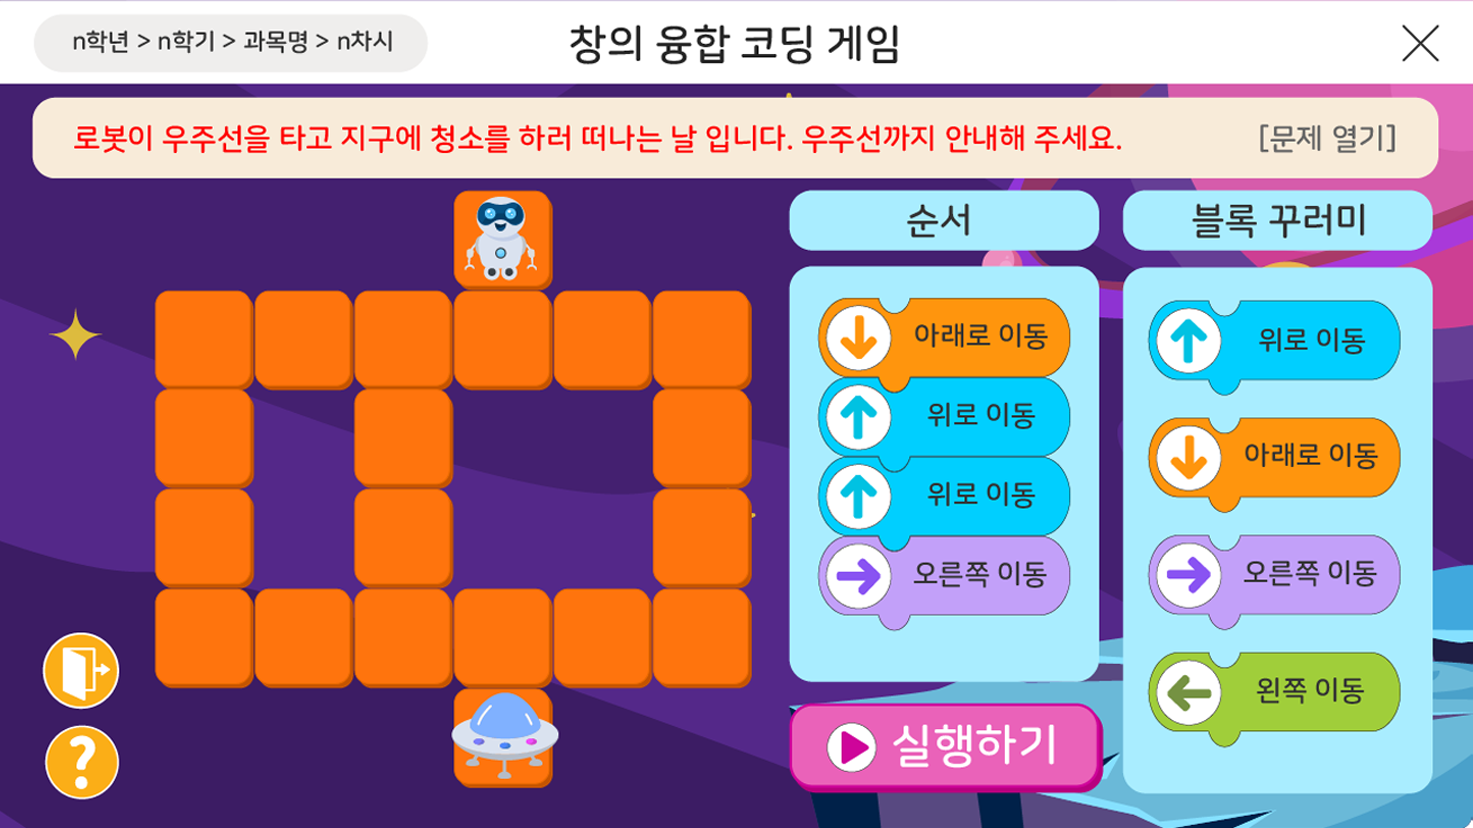 n학년 > n학기 > 과목명 > n차시
창의 융합 코딩 게임
로봇이 우주선을 타고 지구에 청소를 하러 떠나는 날 입니다. 우주선까지 안내해 주세요.
[문제 열기]
순서
아래로 이동
위로 이동
위로 이동
오른쪽 이동
실행하기
블록 꾸러미
위로 이동
아래로 이동
오른쪽 이동
왼쪽 이동
?